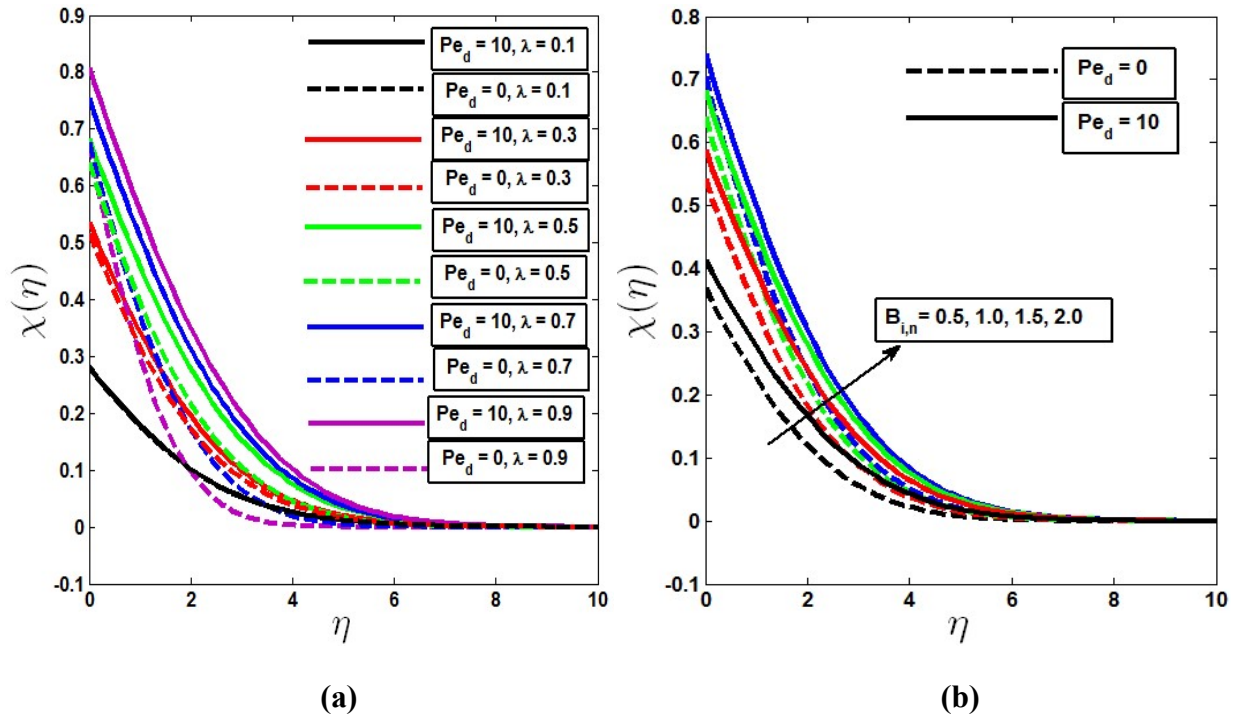 0.9
0.8
0.7
0.6
0.5
0.4
0.3
0.2
0.1
0
-0.1
χ(η)
0 2 4 6 8 10
η
Pe_d = 10, λ = 0.1
Pe_d = 0, λ = 0.1
Pe_d = 10, λ = 0.3
Pe_d = 0, λ = 0.3
Pe_d = 10, λ = 0.5
Pe_d = 0, λ = 0.5
Pe_d = 10, λ = 0.7
Pe_d = 0, λ = 0.7
Pe_d = 10, λ = 0.9
Pe_d = 0, λ = 0.9
(a)
0.8
0.7
0.6
0.5
0.4
0.3
0.2
0.1
0
-0.1
χ(η)
0 2 4 6 8 10
η
Pe_d = 0
Pe_d = 10
B_i,n = 0.5, 1.0, 1.5, 2.0
(b)